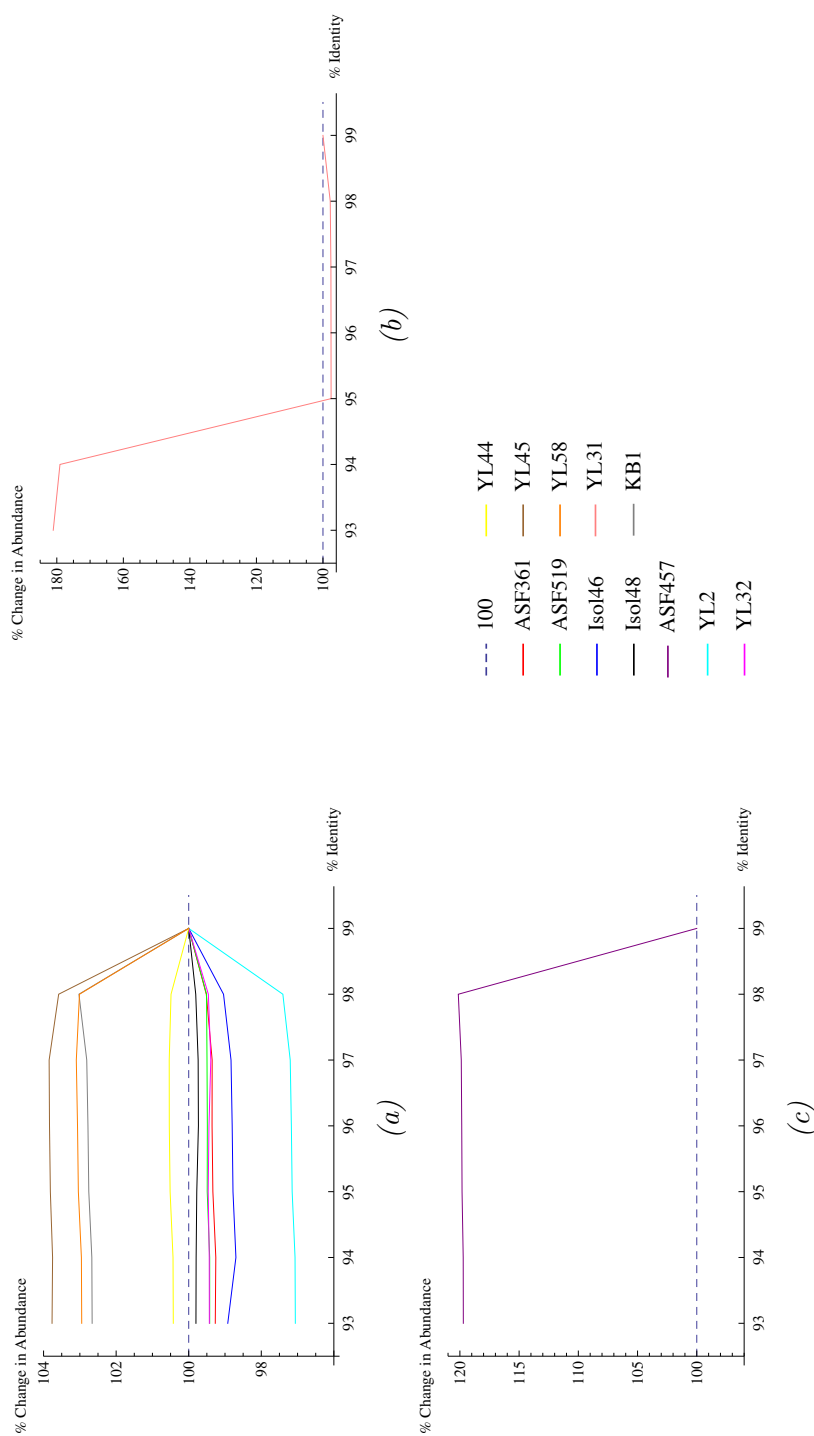 % Change in Abundance
104
102
100
98
93 94 95 96 97 98 99
% Identity
(a)
% Change in Abundance
180
160
140
120
100
93 94 95 96 97 98 99
% Identity
(b)
% Change in Abundance
120
115
110
105
100
93 94 95 96 97 98 99
% Identity
(c)
100 YL44
ASF361 YL45
ASF519 YL58
Isol46 YL31
Isol48 KB1
ASF457
YL2
YL32